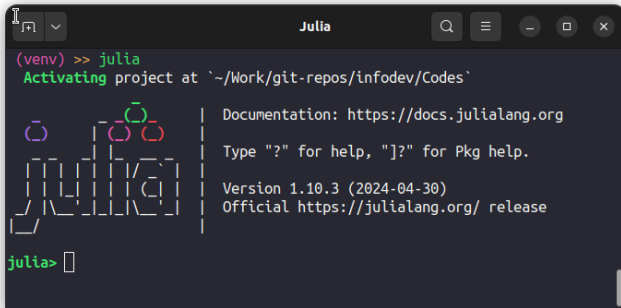 Julia
(venv) >> julia
Activating project at `~/Work/git-repos/infodev/Codes`
Documentation: https://docs.julialang.org
Type "?" for help, "]?" for Pkg help.
julia
Version 1.10.3 (2024-04-30)
Official https://julialang.org/ release
julia>